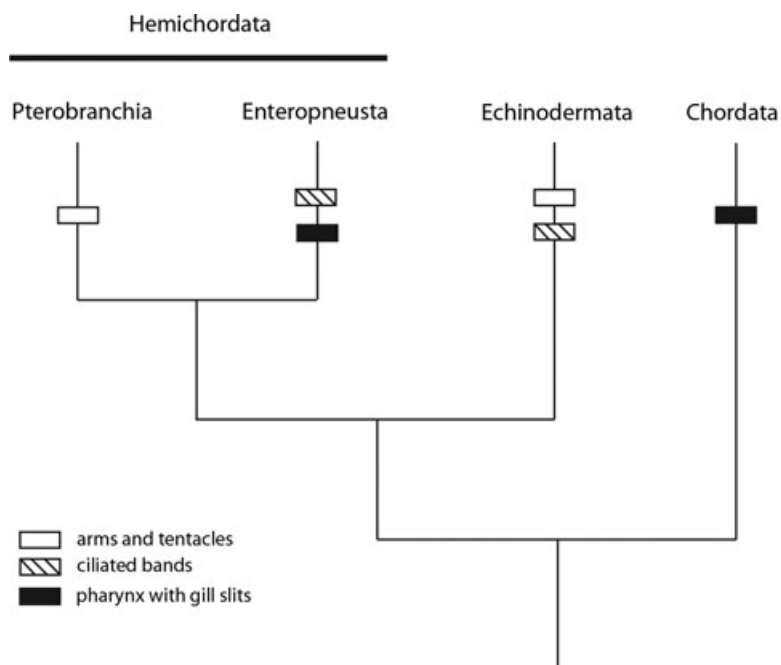 Hemichordata
Pterobranchia Enteropneusta Echinodermata Chordata
arms and tentacles
ciliated bands
pharynx with gill slits